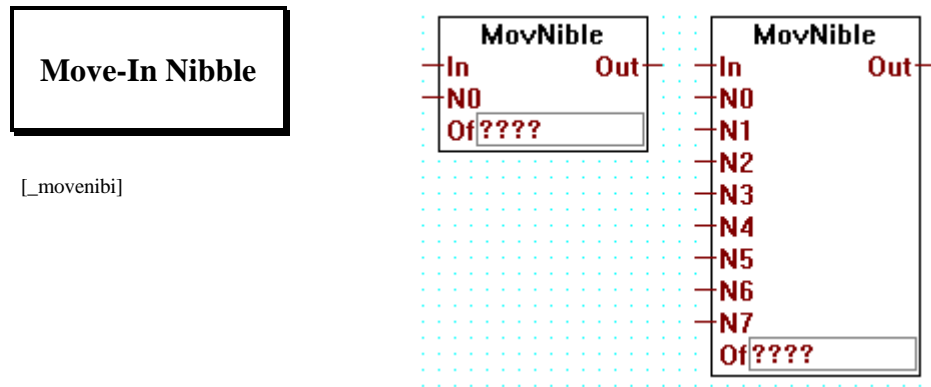 Move-In Nibble
[_movenibi]
MovNible
In Out
N0
Of ????
MovNible
In Out
N0
N1
N2
N3
N4
N5
N6
N7
Of ????